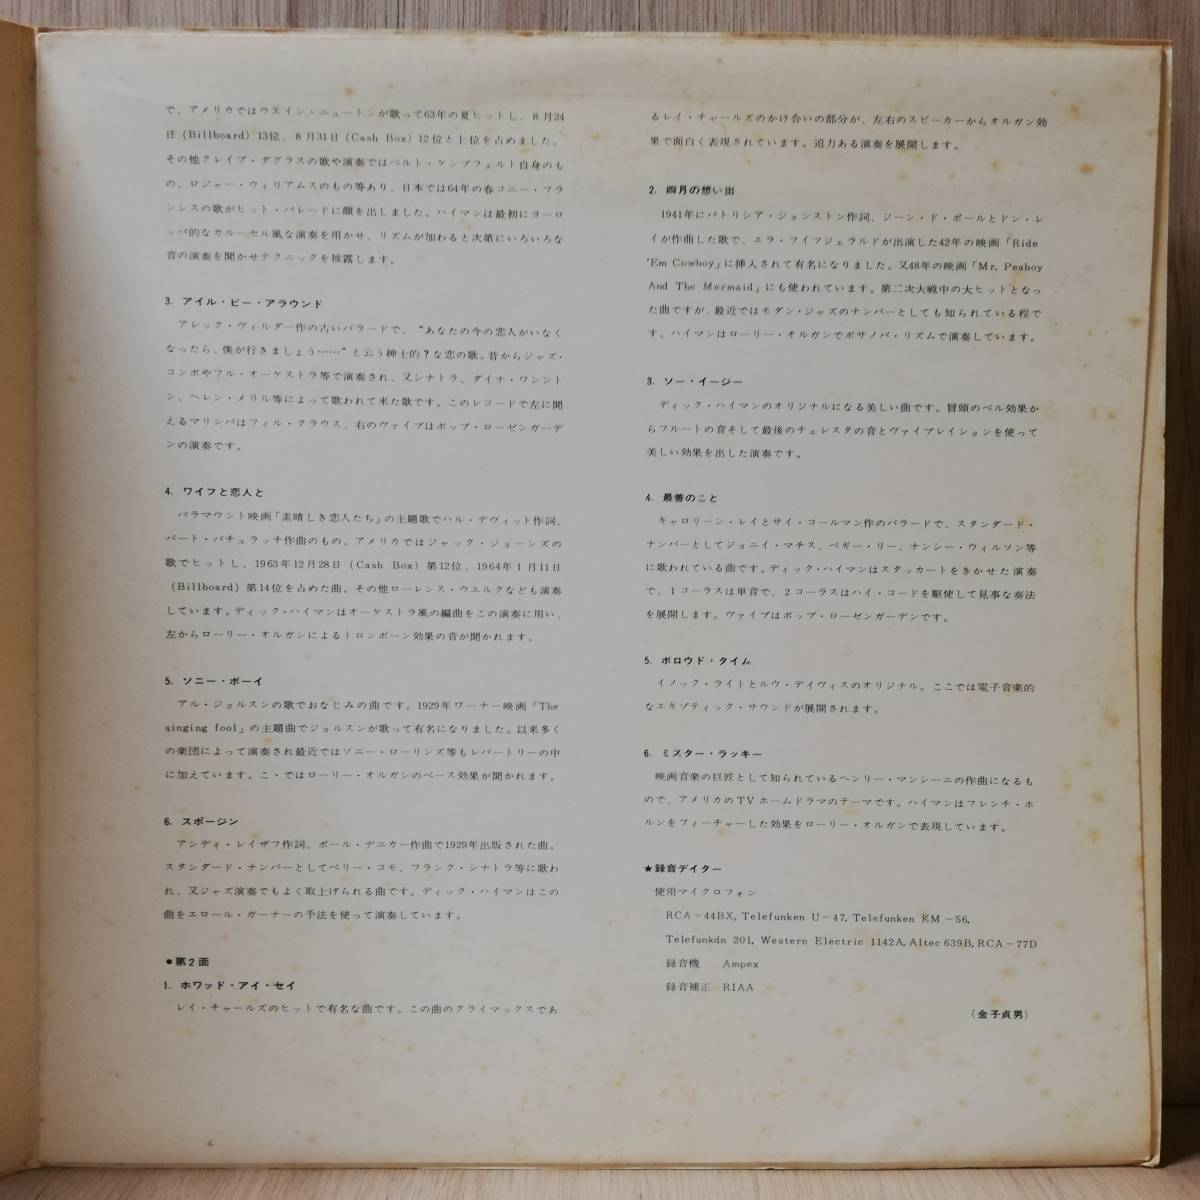 で、アメリカではウエイン・ニュートンが歌って63年の夏ヒットし、8月24
日（Billboard）13位、8月31日（Cash Box）12位と上位を占めました。
その他クレイブ・ダグラスの歌や演奏ではベルト・ケンプフェルト自身のも
の、ロジャー・ウィリアムスのもの等あり、日本では64年の春コニー・フラ
ンシスの歌がヒット・パレードに顔を出しました。ハイマンは最初にヨーロ
ッパ的なカルーセル風な演奏を用かせ、リズムが加わると次第にいろいろな
音の演奏を聞かせテクニックを披露します。
3. アイル・ビー・アラウンド
アレック・ヴィルダー作の古いバラードで、“あなたの今の恋人がいなく
なったら、僕が行きましょう……”と云う紳士的？な恋の歌。昔からジャズ・
コンボやフル・オーケストラ等で演奏され、又シナトラ、ダイナ・ワシント
ン、ヘレン・メリル等によって歌われて来た歌です。このレコードで左に聞
えるマリンバはフィル・クラウス、右のヴァイブはボップ・ローゼンガーデ
ンの演奏です。
4. ワイフと恋人と
パラマウント映画「素晴しき恋人たち」の主題歌でハル・デヴィット作詞、
バート・バチュラッチ作曲のもの。アメリカではジャック・ジョーンズの
歌でヒットし、1963年12月28日（Cash Box）第12位、1964年1月11日
（Billboard）第14位を占めた曲。その他ローレンス・ウエルクなども演奏
しています。ディック・ハイマンはオーケストラ風の編曲をこの演奏に用い、
左からローリー・オルガンによるトロンボーン効果の音が聞かれます。
5. ソニー・ボーイ
アル・ジョルスンの歌でおなじみの曲です。1929年ワーナー映画「The
singing fool」の主題曲でジョルスンが歌って有名になりました。以来多く
の楽団によって演奏され最近ではソニー・ローリンズ等もレパートリーの中
に加えています。こゝではローリー・オルガンのベース効果が聞かれます。
6. スポージン
アンディ・レイザフ作詞、ポール・デニカー作曲で1929年出版された曲。
スタンダード・ナンバーとしてペリー・コモ、フランク・シナトラ等に歌わ
れ、又ジャズ演奏でもよく取上げられる曲です。ディック・ハイマンはこの
曲をエロール・ガーナーの手法を使って演奏しています。
●第2面
1. ホワッド・アイ・セイ
レイ・チャールズのヒットで有名な曲です。この曲のクライマックスであ
るレイ・チャールズのかけ合いの部分が、左右のスピーカーからオルガン効
果で面白く表現されています。迫力ある演奏を展開します。
2. 四月の想い出
1941年にパトリシア・ジョンストン作詞、ジーン・ド・ポールとドン・レ
イが作曲した歌で、エラ・フイツジェラルドが出演した42年の映画「Ride
'Em Cowboy」に挿入されて有名になりました。又48年の映画「Mr. Peaboy
And The Mermaid」にも使われています。第二次大戦中の大ヒットとなっ
た曲ですが、最近ではモダン・ジャズのナンバーとしても知られている程で
す。ハイマンはローリー・オルガンでボサノバ・リズムで演奏しています。
3. ソー・イージー
ディック・ハイマンのオリジナルになる美しい曲です。冒頭のベル効果か
らフルートの音そして最後のチェレスタの音とヴァイブレイションを使って
美しい効果を出した演奏です。
4. 最善のこと
キャロリーン・レイとサイ・コールマン作のバラードで、スタンダード・
ナンバーとしてジョニイ・マチス、ペギー・リー、ナンシー・ウィルソン等
に歌われている曲です。ディック・ハイマンはスタッカートをきかせた演奏
で、1コーラスは単音で、2コーラスはハイ・コードを駆使して見事な奏法
を展開します。ヴァイブはボップ・ローゼンガーデンです。
5. ボロウド・タイム
イノック・ライトとルウ・デイヴィスのオリジナル。ここでは電子音楽的
なエキゾティック・サウンドが展開されます。
6. ミスター・ラッキー
映画音楽の巨匠として知られているヘンリー・マンシーニの作曲になるも
ので、アメリカのTVホームドラマのテーマです。ハイマンはフレンチ・ホ
ルンをフィーチャーした効果をローリー・オルガンで表現しています。
★録音デイター
使用マイクロフォン
RCA－44BX, Telefunken U－47, Telefunken KM－56,
Telefunkdn 201, Western Electric 1142A, Altec 639B, RCA－77D
録音機　Ampex
録音補正　RIAA
（金子貞男）